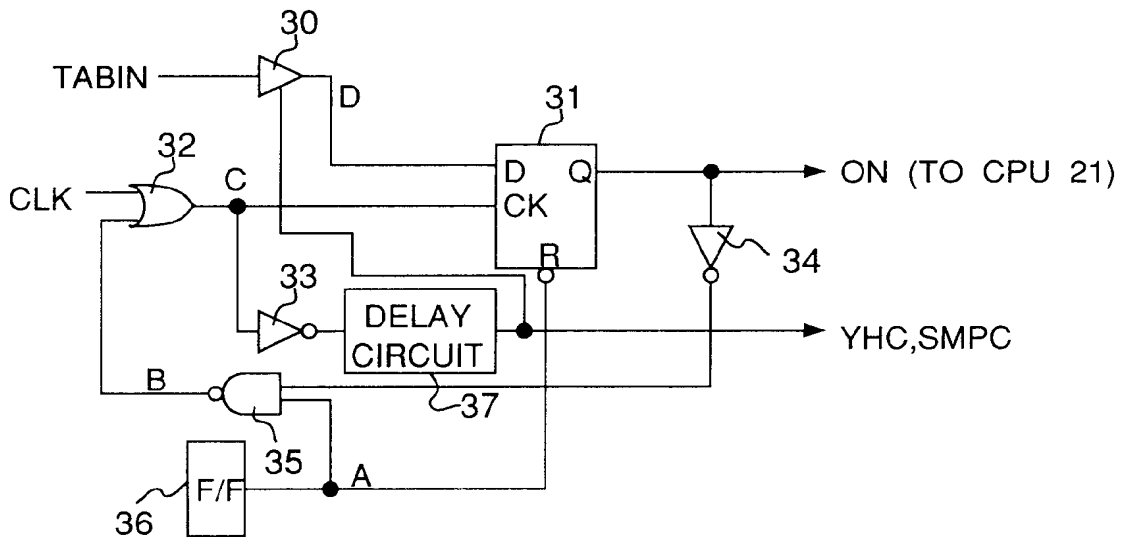 30
TABIN
D
31
32
D
Q
ON (TO CPU 21)
C
CLK
CK
R
34
33
DELAY
CIRCUIT
YHC,SMPC
B
37
35
A
F/F
36